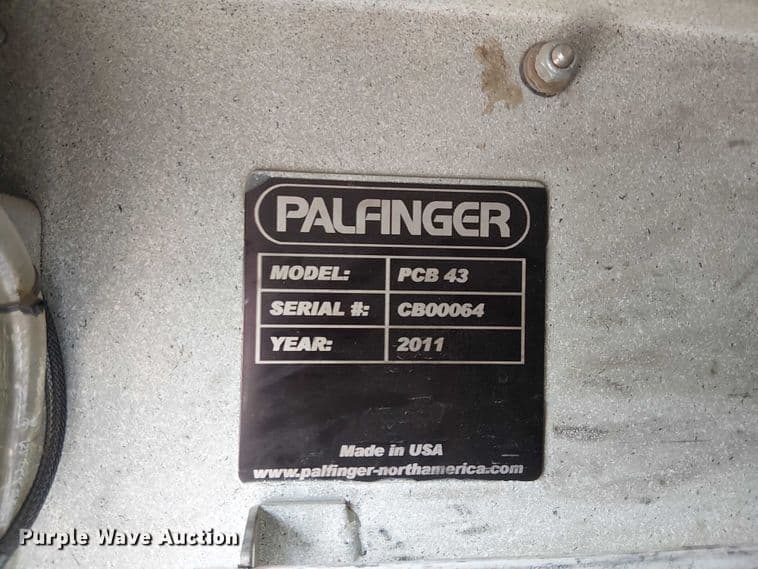 PALFINGER
MODEL: PCB 43
SERIAL #: CB00064
YEAR: 2011
Made in USA
www.palfinger-northamerica.com
Purple Wave Auction